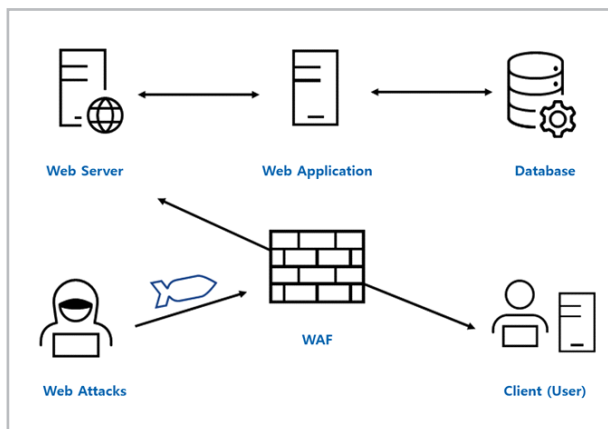 Web Server
Web Application
Database
WAF
Web Attacks
Client (User)